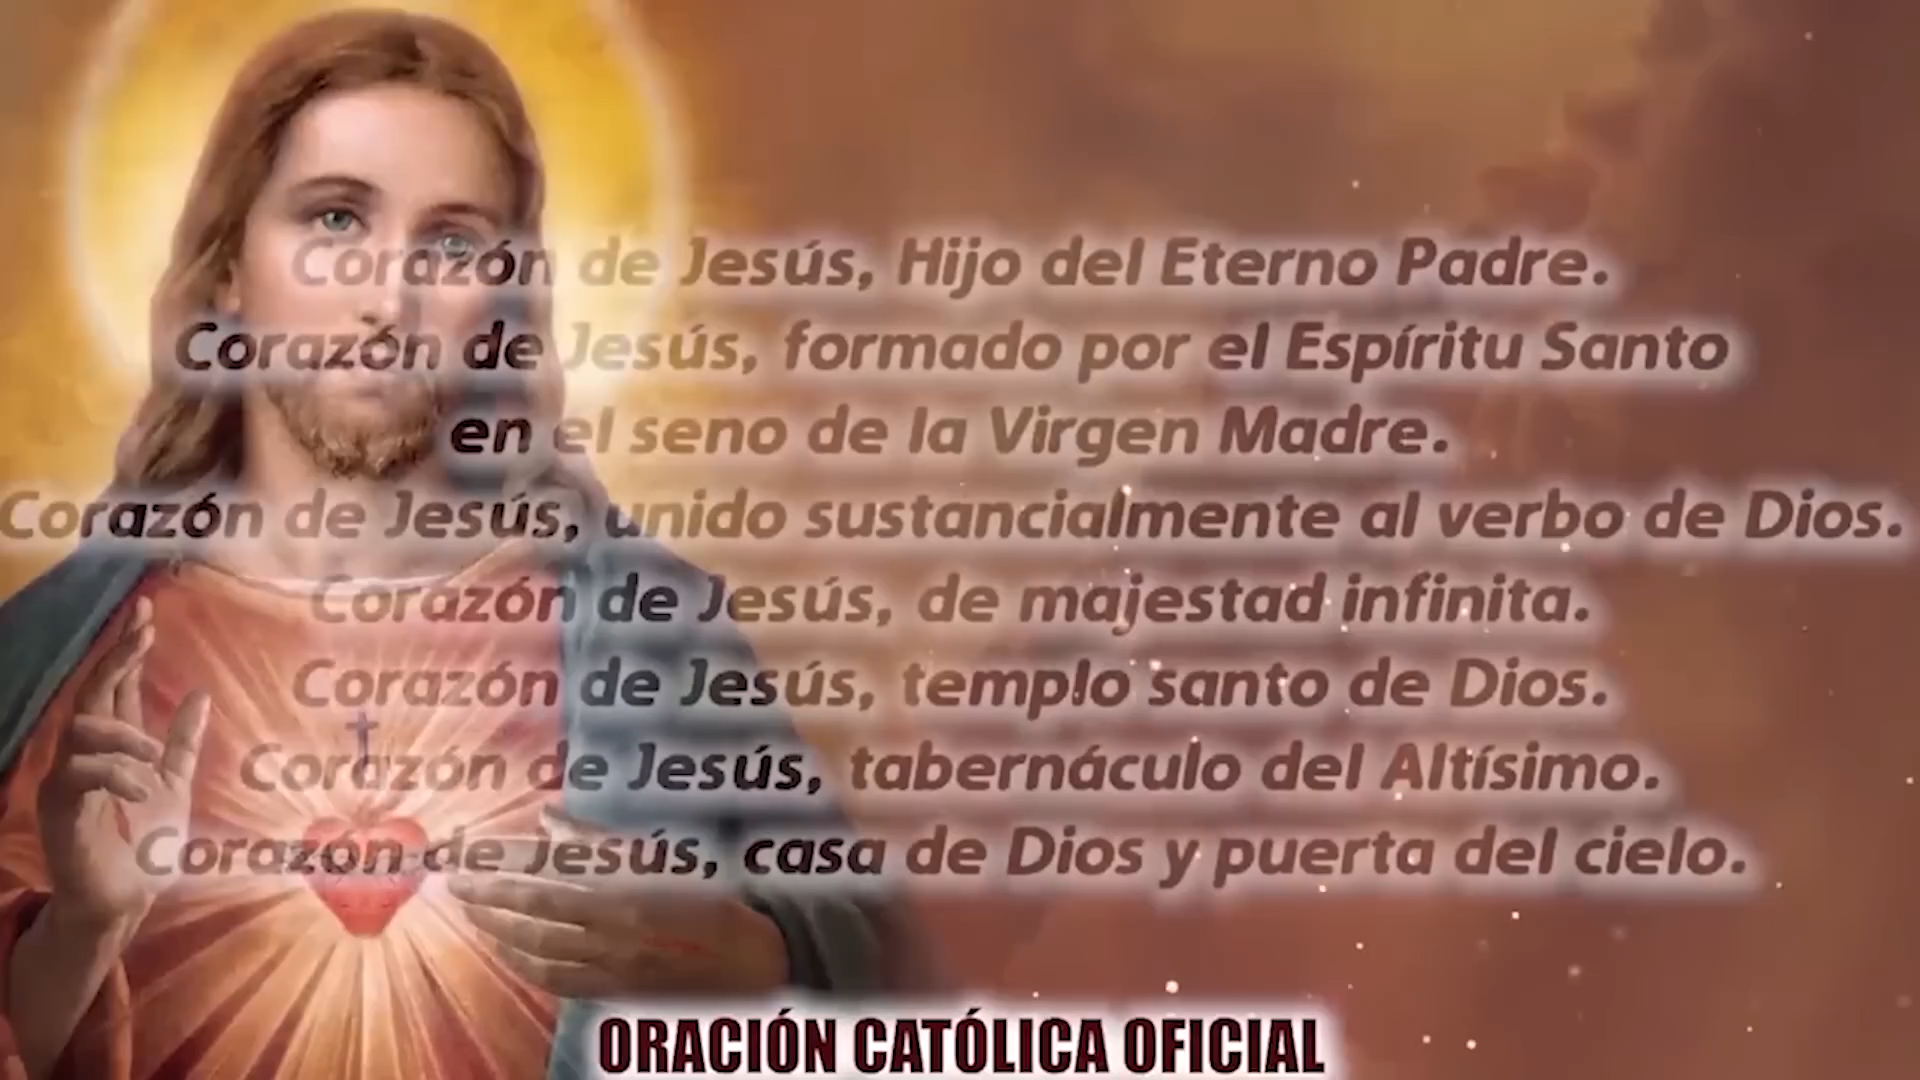 Corazón de Jesús, Hijo del Eterno Padre.
Corazón de Jesús, formado por el Espíritu Santo
en el seno de la Virgen Madre.
Corazón de Jesús, unido sustancialmente al verbo de Dios.
Corazón de Jesús, de majestad infinita.
Corazón de Jesús, templo santo de Dios.
Corazón de Jesús, tabernáculo del Altísimo.
Corazón de Jesús, casa de Dios y puerta del cielo.
ORACIÓN CATÓLICA OFICIAL